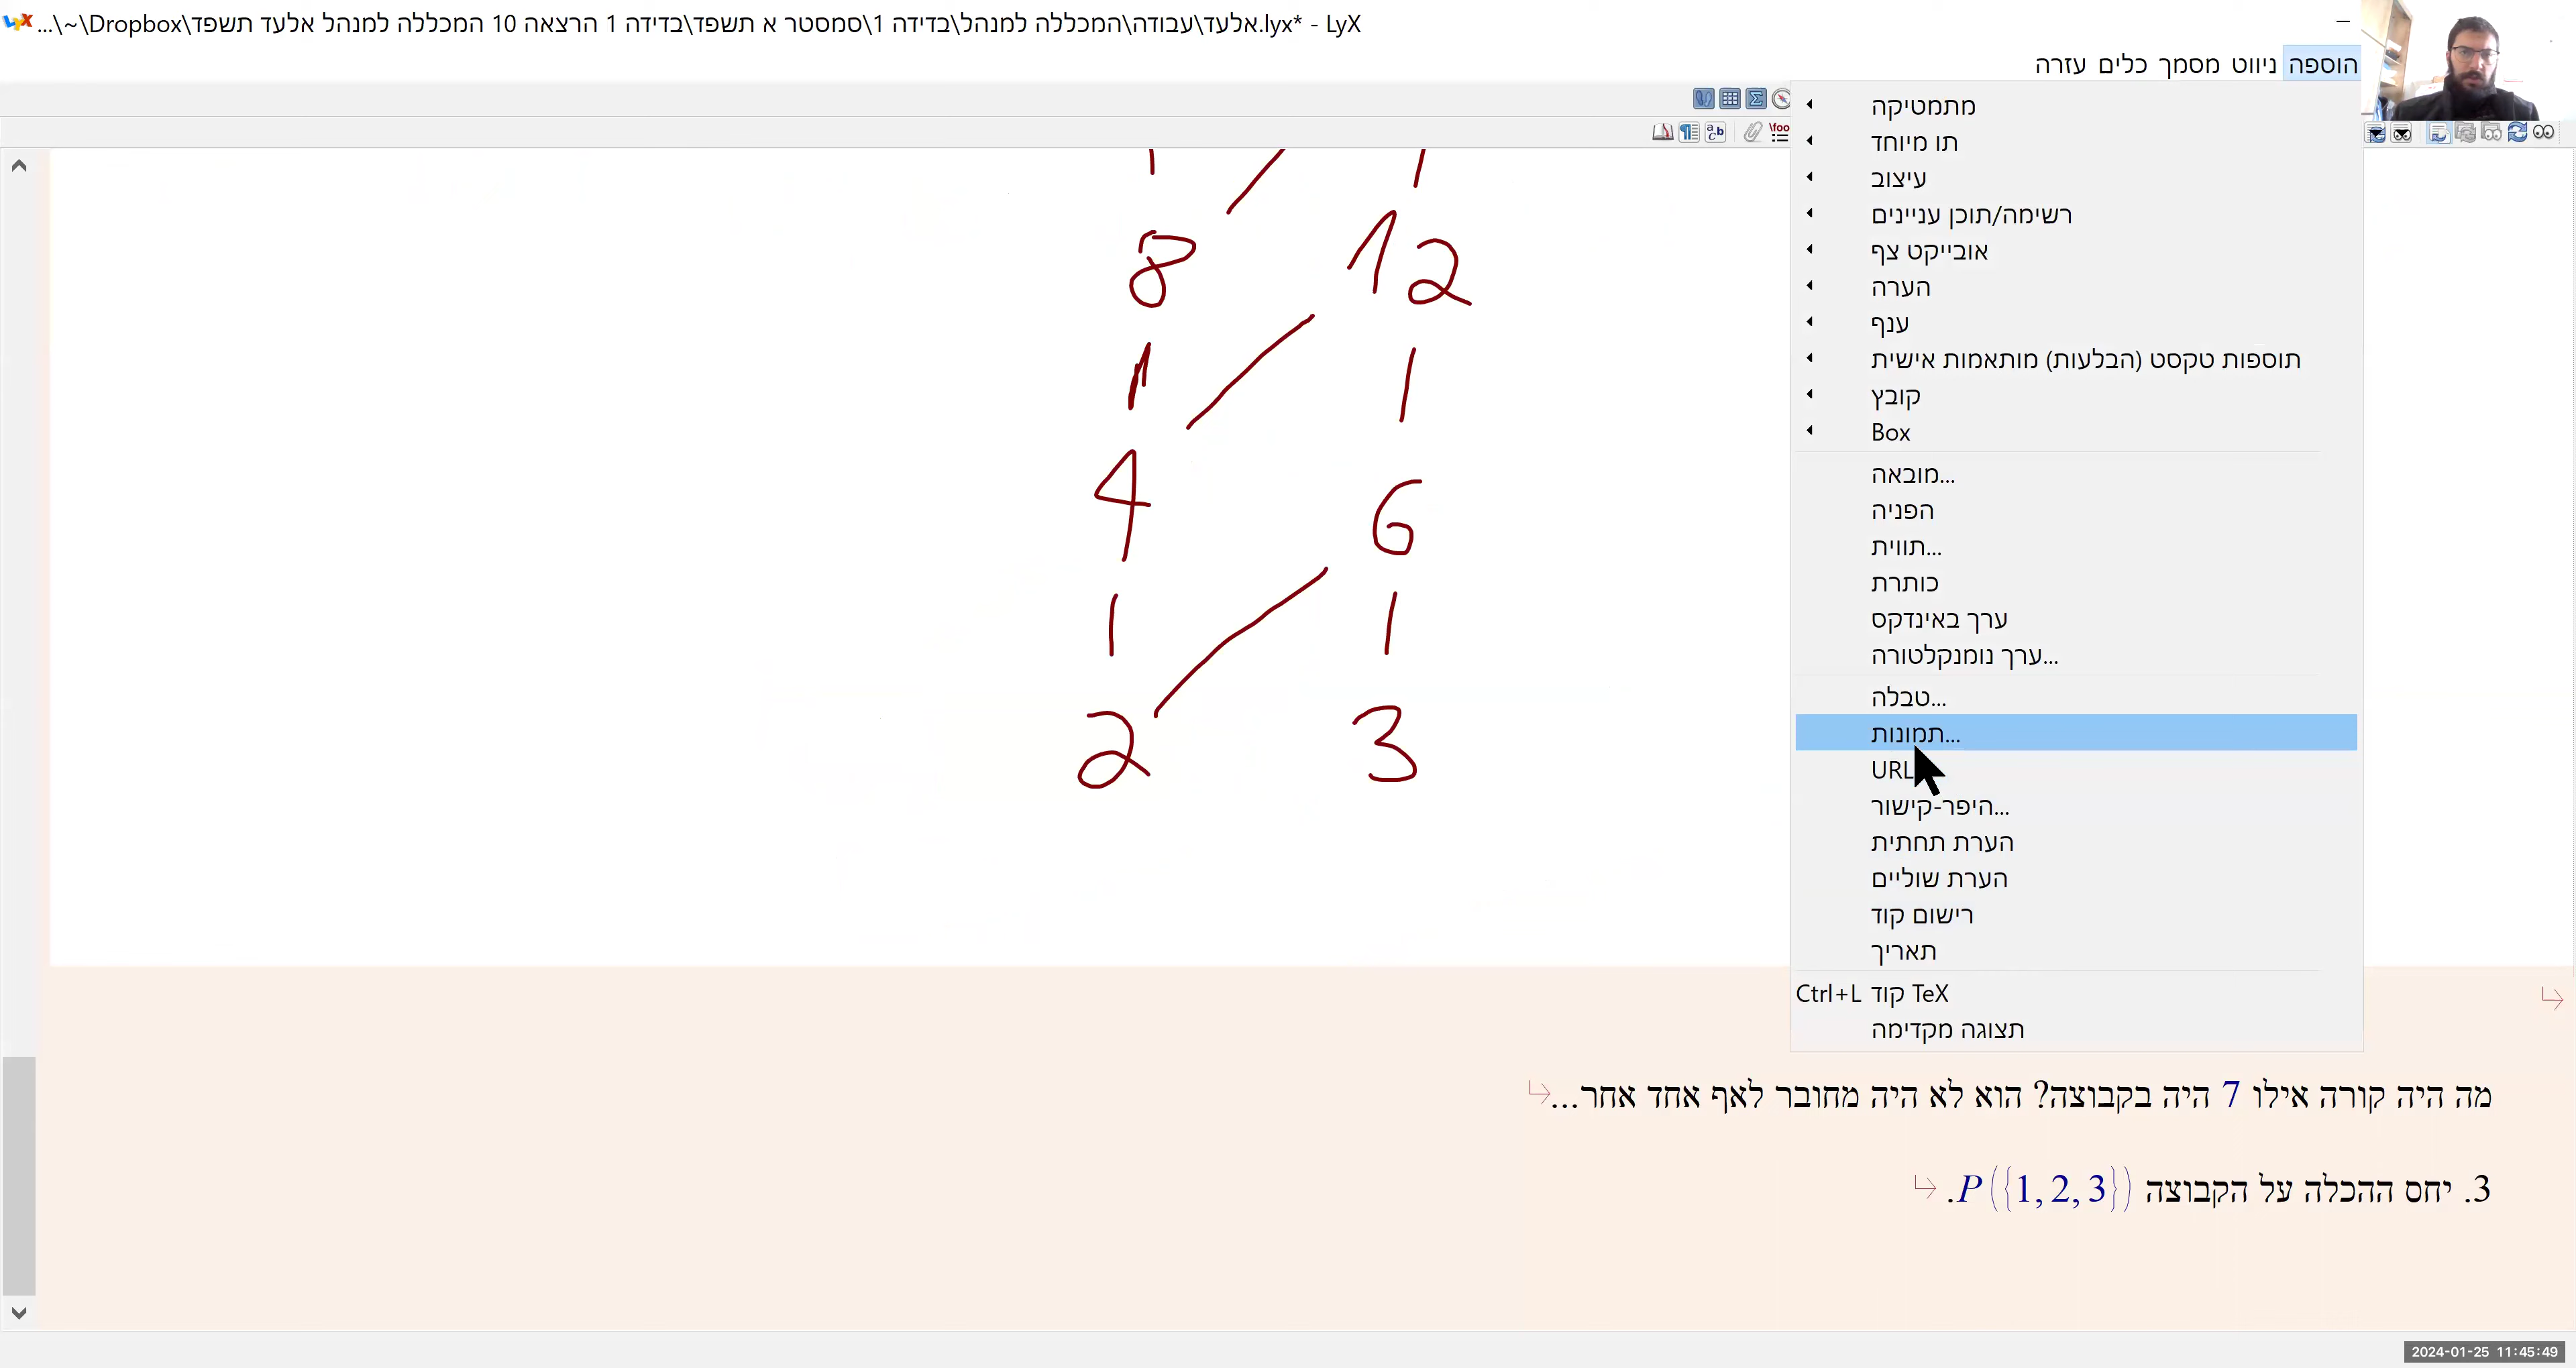 ...\~\Dropbox\אלעד\עבודה\המכללה למנהל\בדידה 1\סמסטר א תשפד\בדידה 1 הרצאה 10 המכללה למנהל אלעד תשפד.lyx* - LyX
הוספה ניווט מסמך כלים עזרה
מתמטיקה
תו מיוחד
עיצוב
רשימה/תוכן עניינים
אובייקט צף
הערה
ענף
תוספות טקסט (הבלעות) מותאמות אישית
קובץ
Box
מובאה...
הפניה
תווית...
כותרת
ערך באינדקס
ערך נומנקלטורה...
טבלה...
תמונות...
URL
היפר-קישור...
הערת תחתית
הערת שוליים
רישום קוד
תאריך
קוד TeX Ctrl+L
תצוגה מקדימה
8 12
4 6
2 3
מה היה קורה אילו 7 היה בקבוצה? הוא לא היה מחובר לאף אחד אחר...
3. יחס ההכלה על הקבוצה P({1,2,3}).
2024-01-25 11:45:49